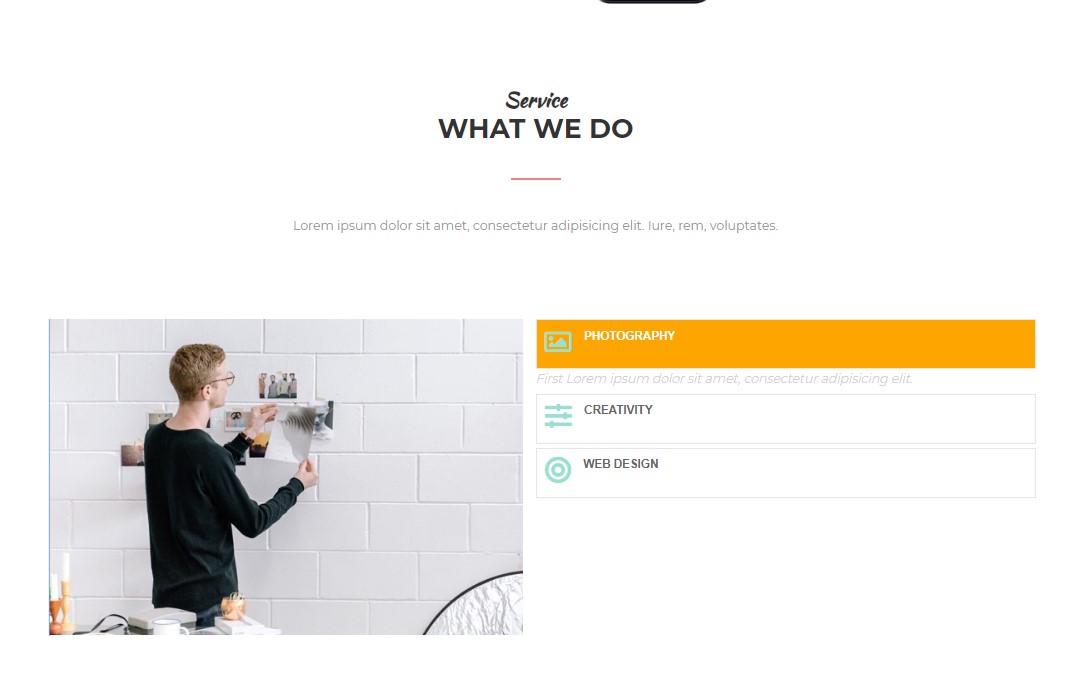 Service
WHAT WE DO
Lorem ipsum dolor sit amet, consectetur adipisicing elit. Iure, rem, voluptates.
PHOTOGRAPHY
First Lorem ipsum dolor sit amet, consectetur adipisicing elit.
CREATIVITY
WEB DESIGN